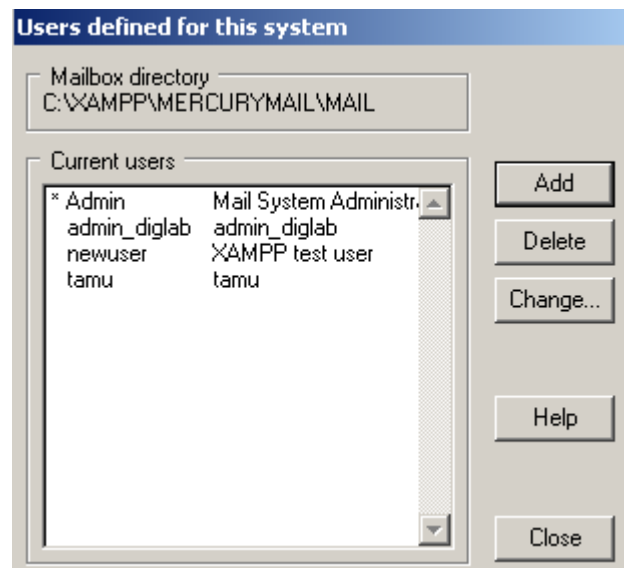 Users defined for this system
Mailbox directory
C:\XAMPP\MERCURYMAIL\MAIL
Current users
* Admin Mail System Administr
admin_diglab admin_diglab
newuser XAMPP test user
tamu tamu
Add
Delete
Change...
Help
Close